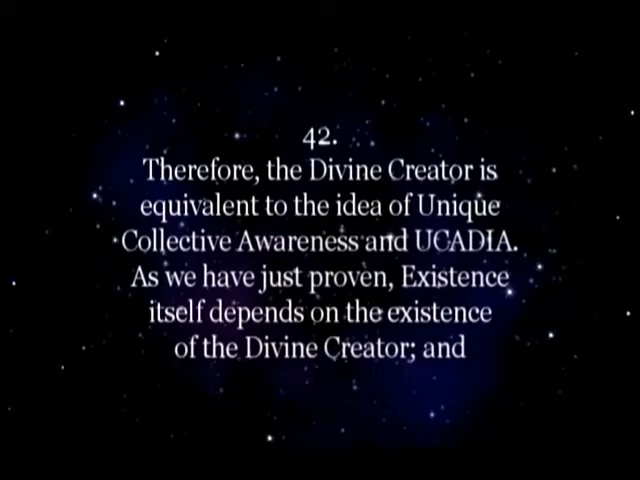 42.
Therefore, the Divine Creator is
equivalent to the idea of Unique
Collective Awareness and UCADIA.
As we have just proven, Existence
itself depends on the existence
of the Divine Creator; and